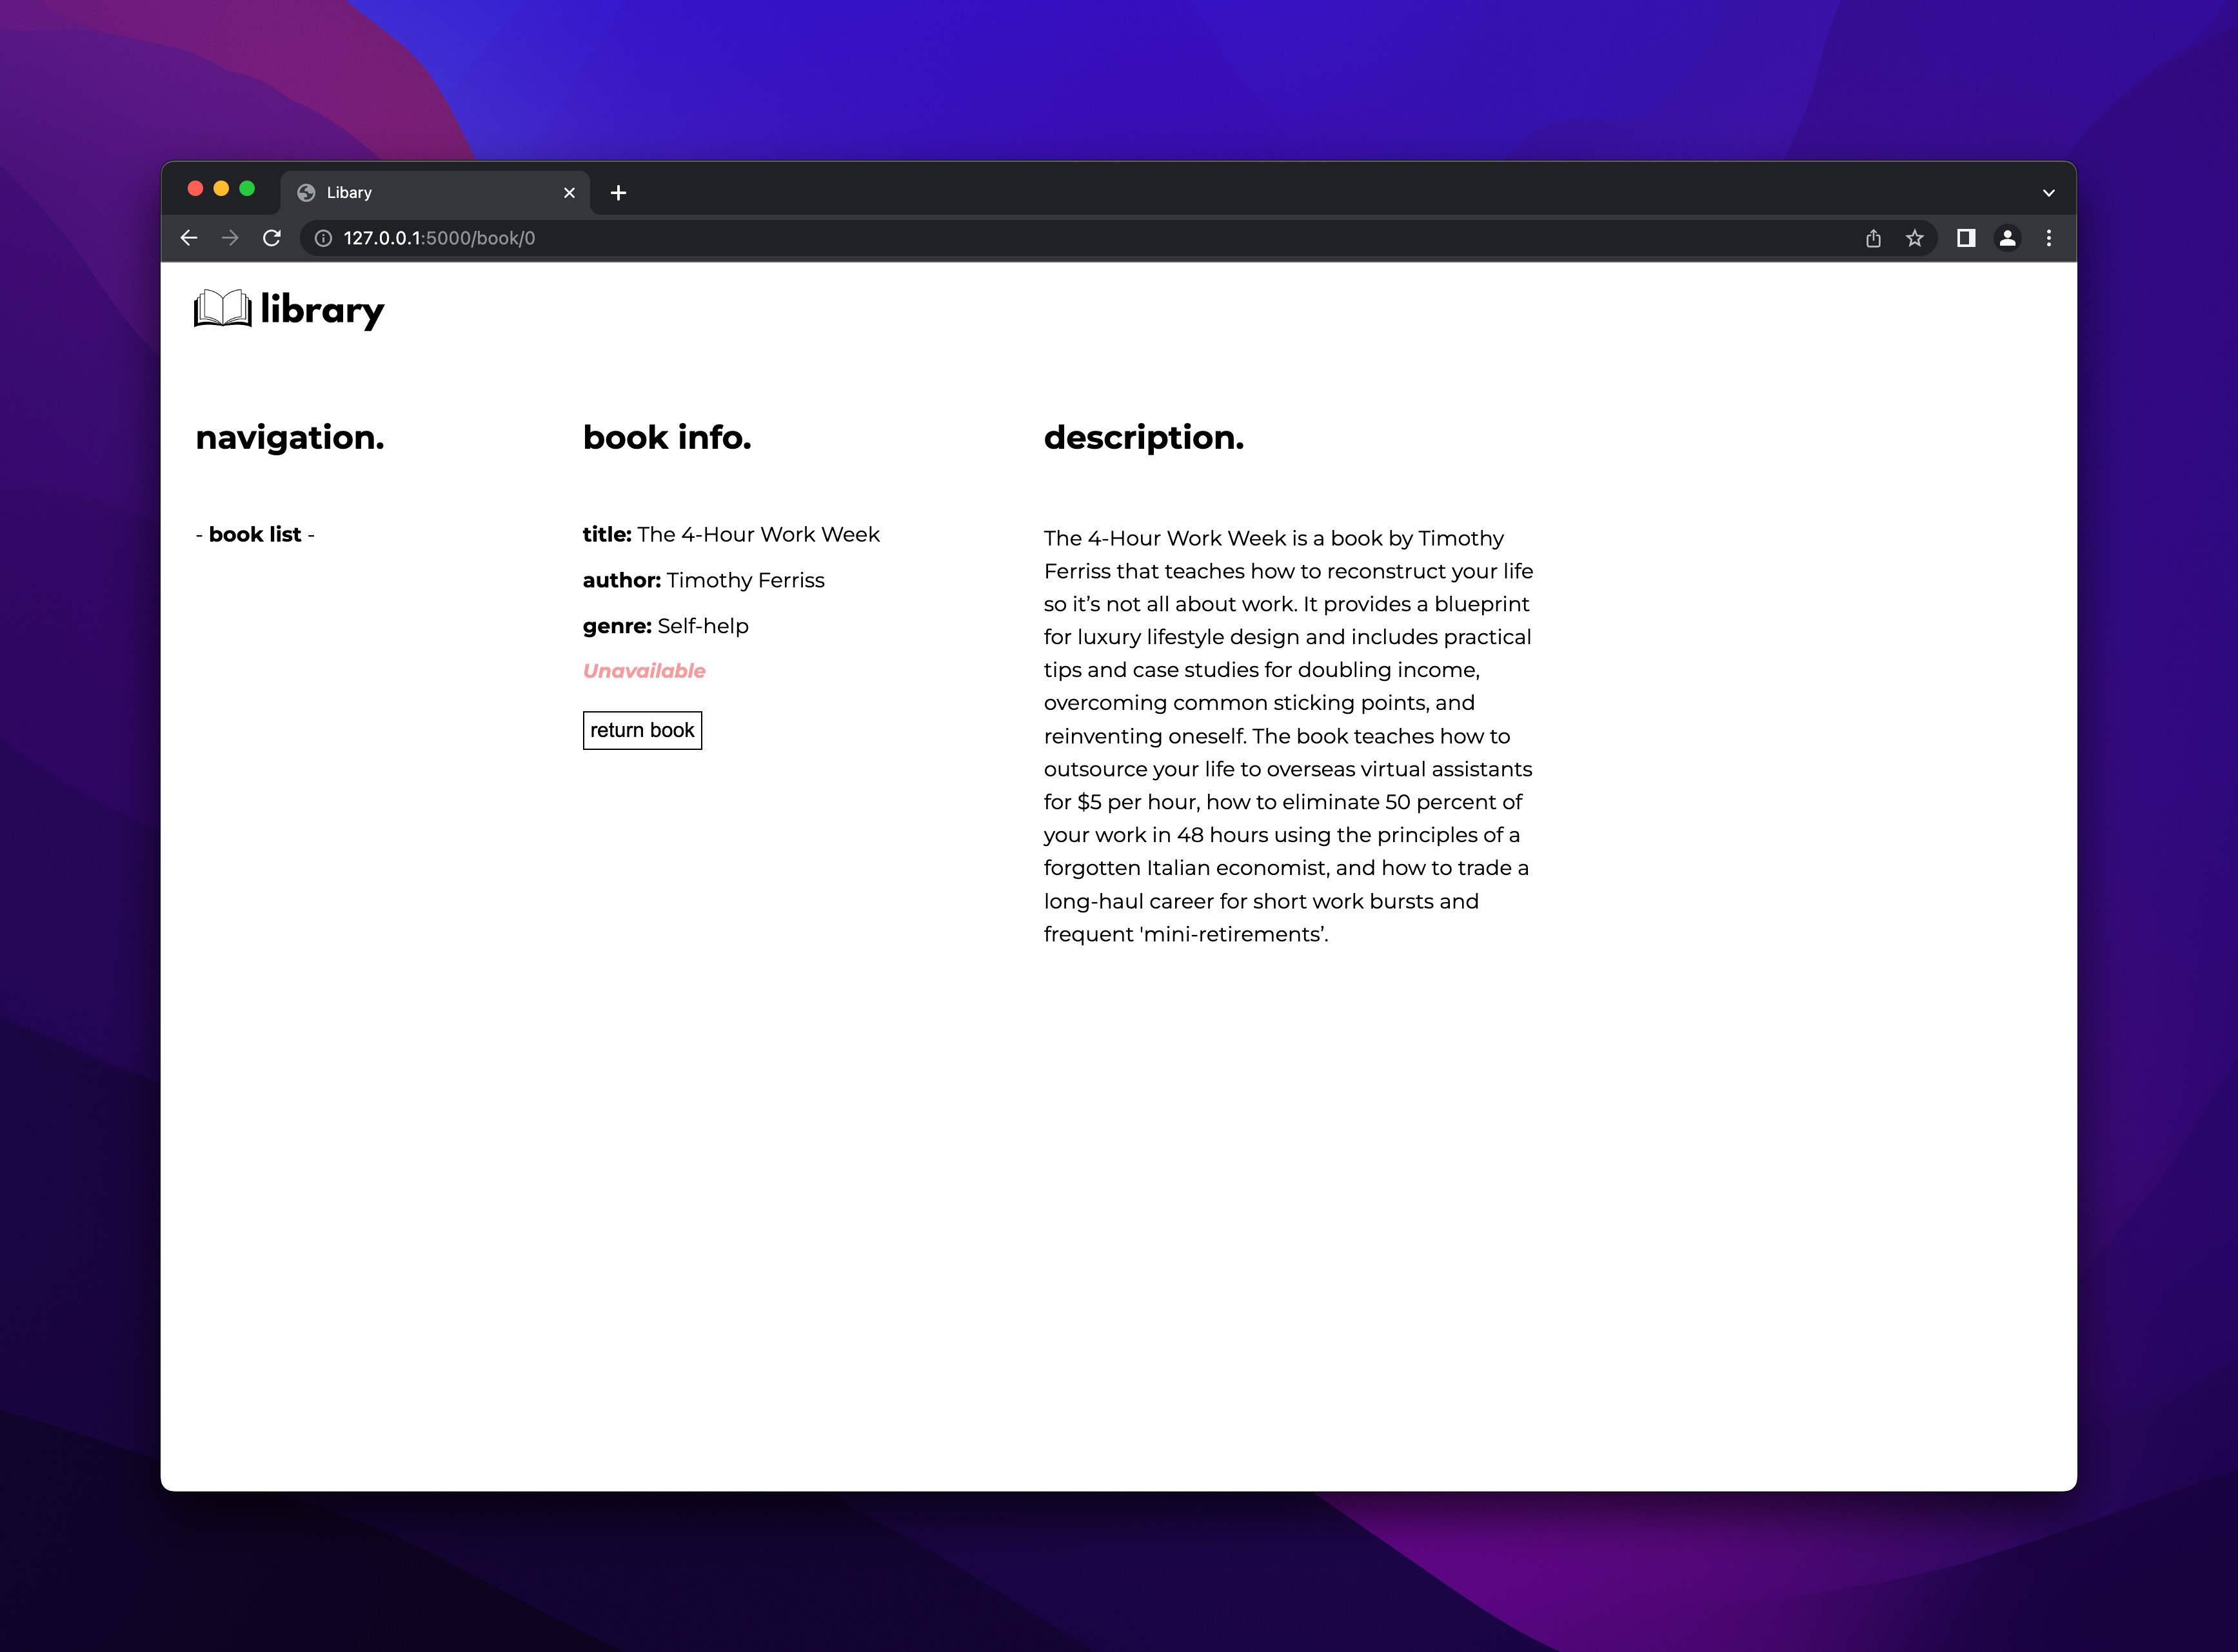 Libary
127.0.0.1:5000/book/0
library
navigation.
- book list -
book info.
title: The 4-Hour Work Week
author: Timothy Ferriss
genre: Self-help
Unavailable
return book
description.
The 4-Hour Work Week is a book by Timothy
Ferriss that teaches how to reconstruct your life
so it’s not all about work. It provides a blueprint
for luxury lifestyle design and includes practical
tips and case studies for doubling income,
overcoming common sticking points, and
reinventing oneself. The book teaches how to
outsource your life to overseas virtual assistants
for $5 per hour, how to eliminate 50 percent of
your work in 48 hours using the principles of a
forgotten Italian economist, and how to trade a
long-haul career for short work bursts and
frequent 'mini-retirements’.